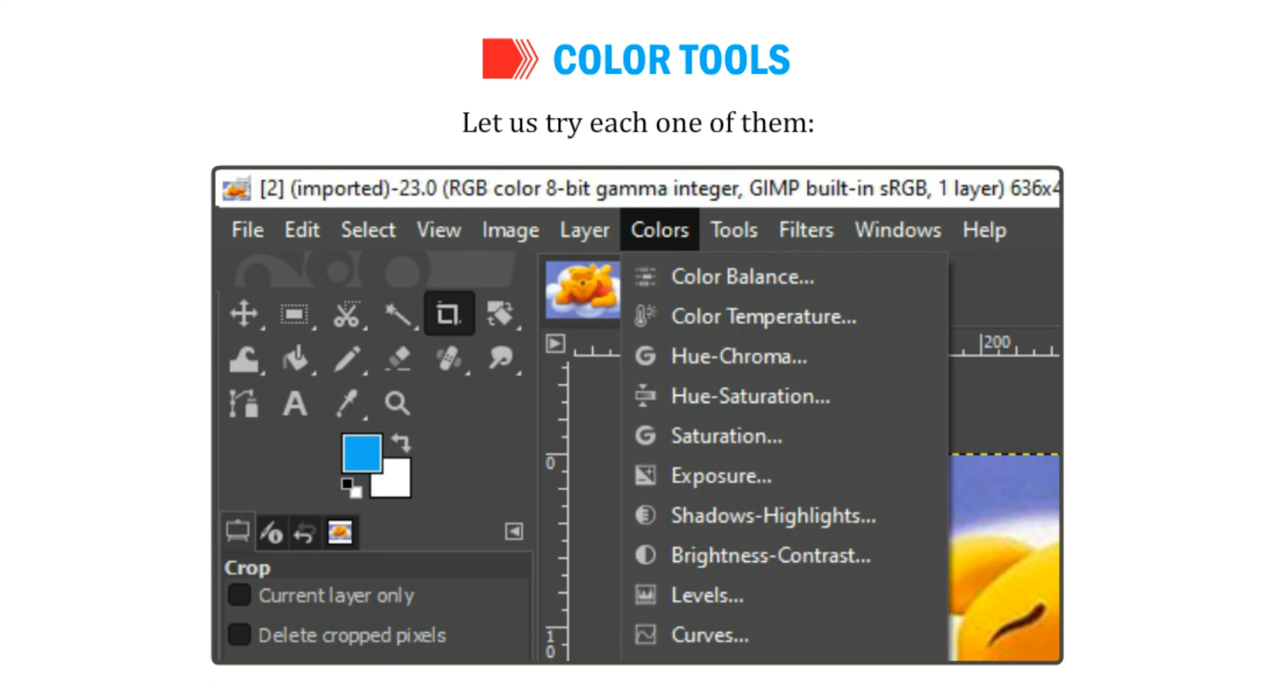 COLOR TOOLS
Let us try each one of them:
[2] (imported)-23.0 (RGB color 8-bit gamma integer, GIMP built-in sRGB, 1 layer) 636x4
File Edit Select View Image Layer Colors Tools Filters Windows Help
Color Balance...
Color Temperature...
200
Hue-Chroma...
Hue-Saturation...
Saturation...
0
Exposure...
Shadows-Highlights...
Brightness-Contrast...
Crop
Current layer only
Levels...
Delete cropped pixels
1
0
Curves...